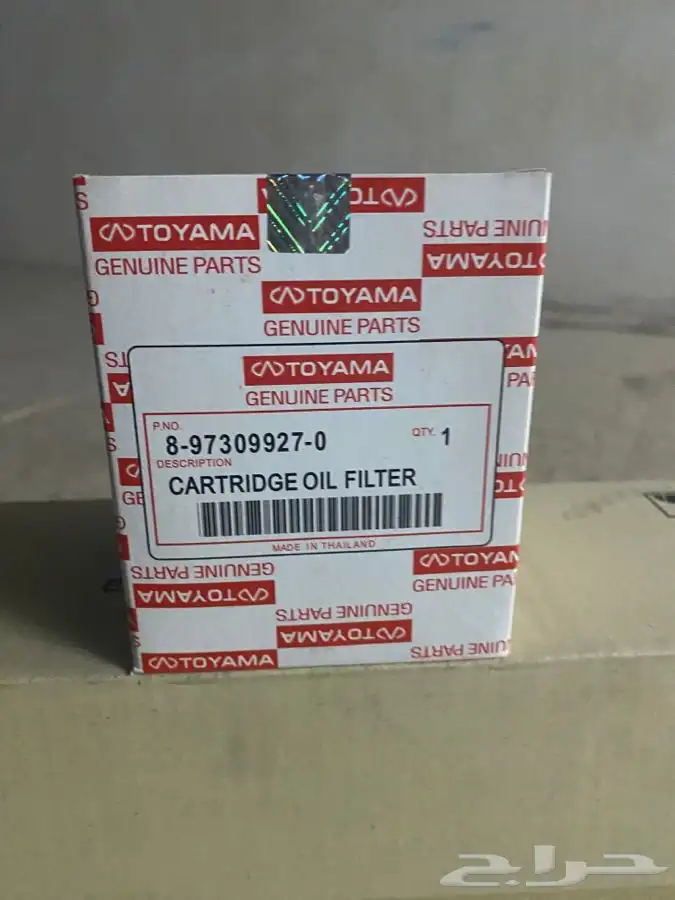 TOYAMA
TOYAMA
GENUINE PARTS
GENUINE PARTS
TOYAMA
TOYAMA
GENUINE PARTS
TOYAMA
GENUINE PARTS
P.NO.
8-97309927-0
QTY. 1
DESCRIPTION
CARTRIDGE OIL FILTER
MADE IN THAILAND
GENUINE PARTS
TOYAMA
TOYAMA
GENUINE PA
GENUINE PARTS
TOYAMA
GENUINE PARTS
TOYAMA
حراج